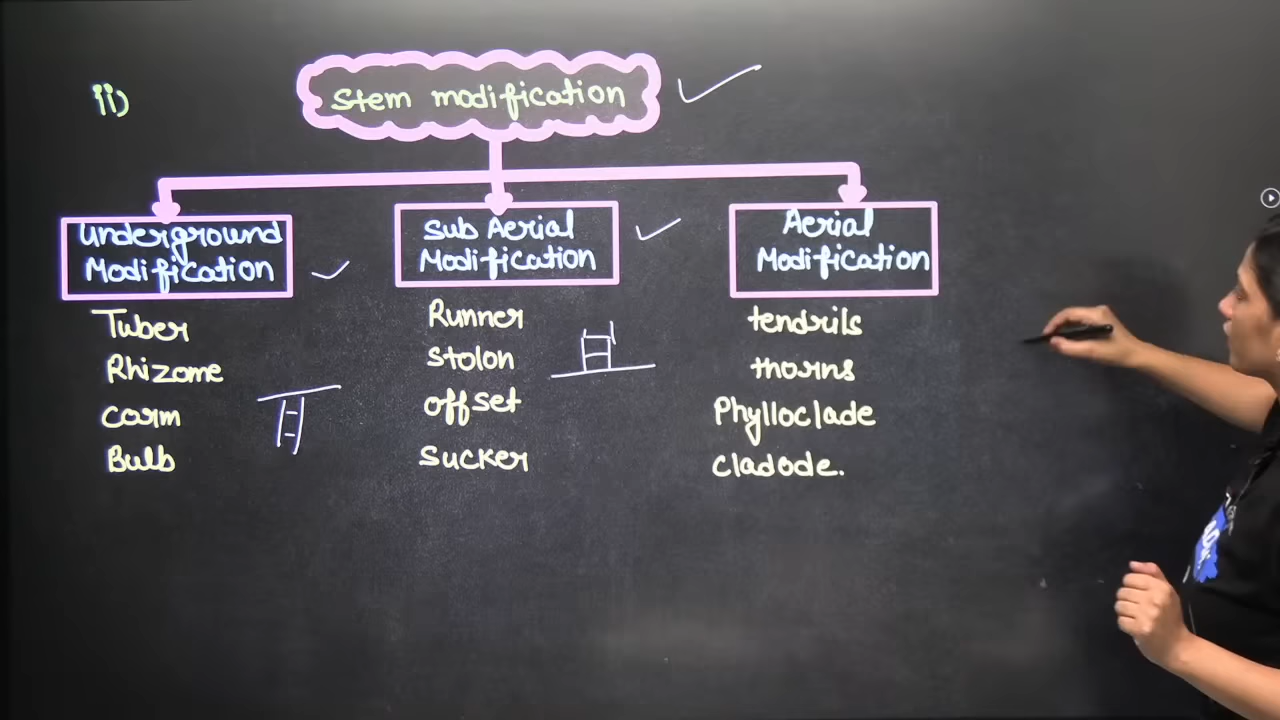 ii)
Stem modification
Underground
Modification
Tuber
Rhizome
Corm
Bulb
Sub Aerial
Modification
Runner
Stolon
offset
Sucker
Aerial
Modification
tendrils
thorns
Phylloclade
Cladode.